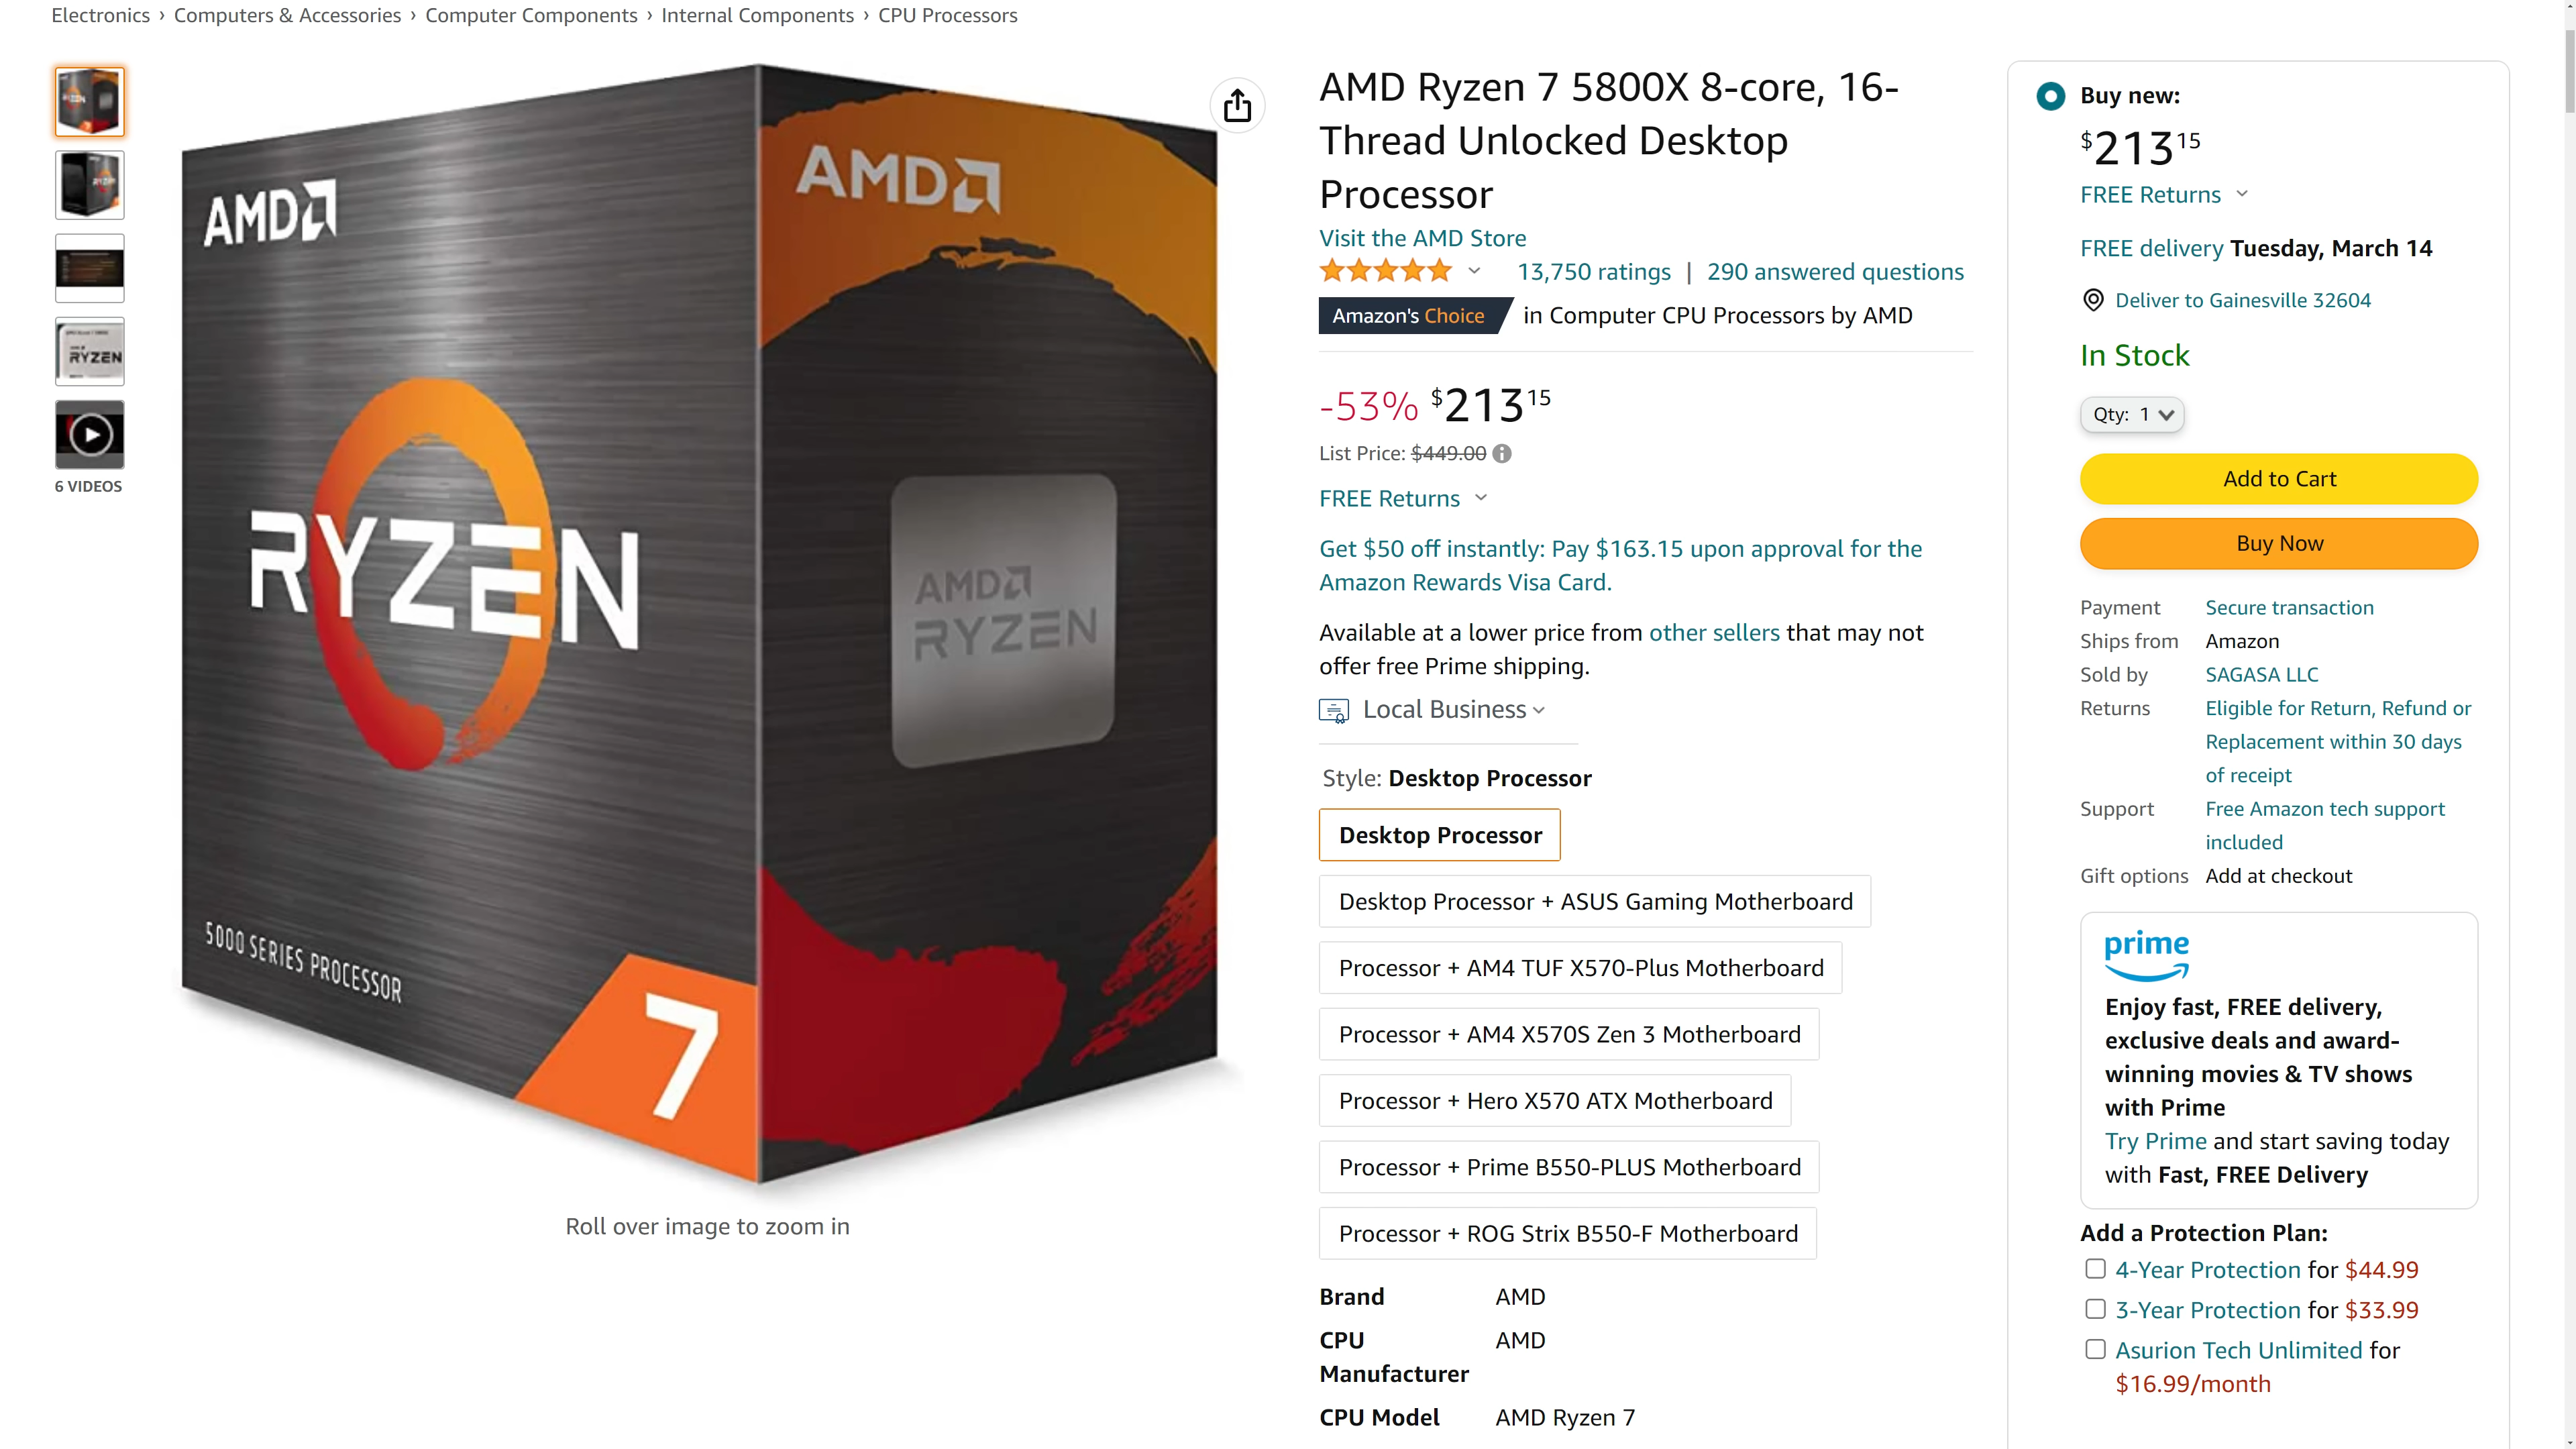 Electronics › Computers & Accessories › Computer Components › Internal Components › CPU Processors
6 VIDEOS
AMD
RYZEN
5000 SERIES PROCESSOR
7
AMD
AMD
RYZEN
Roll over image to zoom in
AMD Ryzen 7 5800X 8-core, 16-
Thread Unlocked Desktop
Processor
Visit the AMD Store
13,750 ratings | 290 answered questions
Amazon's Choice in Computer CPU Processors by AMD
-53% $213 15
List Price: $449.00
FREE Returns
Get $50 off instantly: Pay $163.15 upon approval for the
Amazon Rewards Visa Card.
Available at a lower price from other sellers that may not
offer free Prime shipping.
Local Business
Style: Desktop Processor
Desktop Processor
Desktop Processor + ASUS Gaming Motherboard
Processor + AM4 TUF X570-Plus Motherboard
Processor + AM4 X570S Zen 3 Motherboard
Processor + Hero X570 ATX Motherboard
Processor + Prime B550-PLUS Motherboard
Processor + ROG Strix B550-F Motherboard
Brand AMD
CPU AMD
Manufacturer
CPU Model AMD Ryzen 7
Buy new:
$213 15
FREE Returns
FREE delivery Tuesday, March 14
Deliver to Gainesville 32604
In Stock
Qty: 1
Add to Cart
Buy Now
Payment Secure transaction
Ships from Amazon
Sold by SAGASA LLC
Returns Eligible for Return, Refund or
Replacement within 30 days
of receipt
Support Free Amazon tech support
included
Gift options Add at checkout
prime
Enjoy fast, FREE delivery,
exclusive deals and award-
winning movies & TV shows
with Prime
Try Prime and start saving today
with Fast, FREE Delivery
Add a Protection Plan:
4-Year Protection for $44.99
3-Year Protection for $33.99
Asurion Tech Unlimited for
$16.99/month